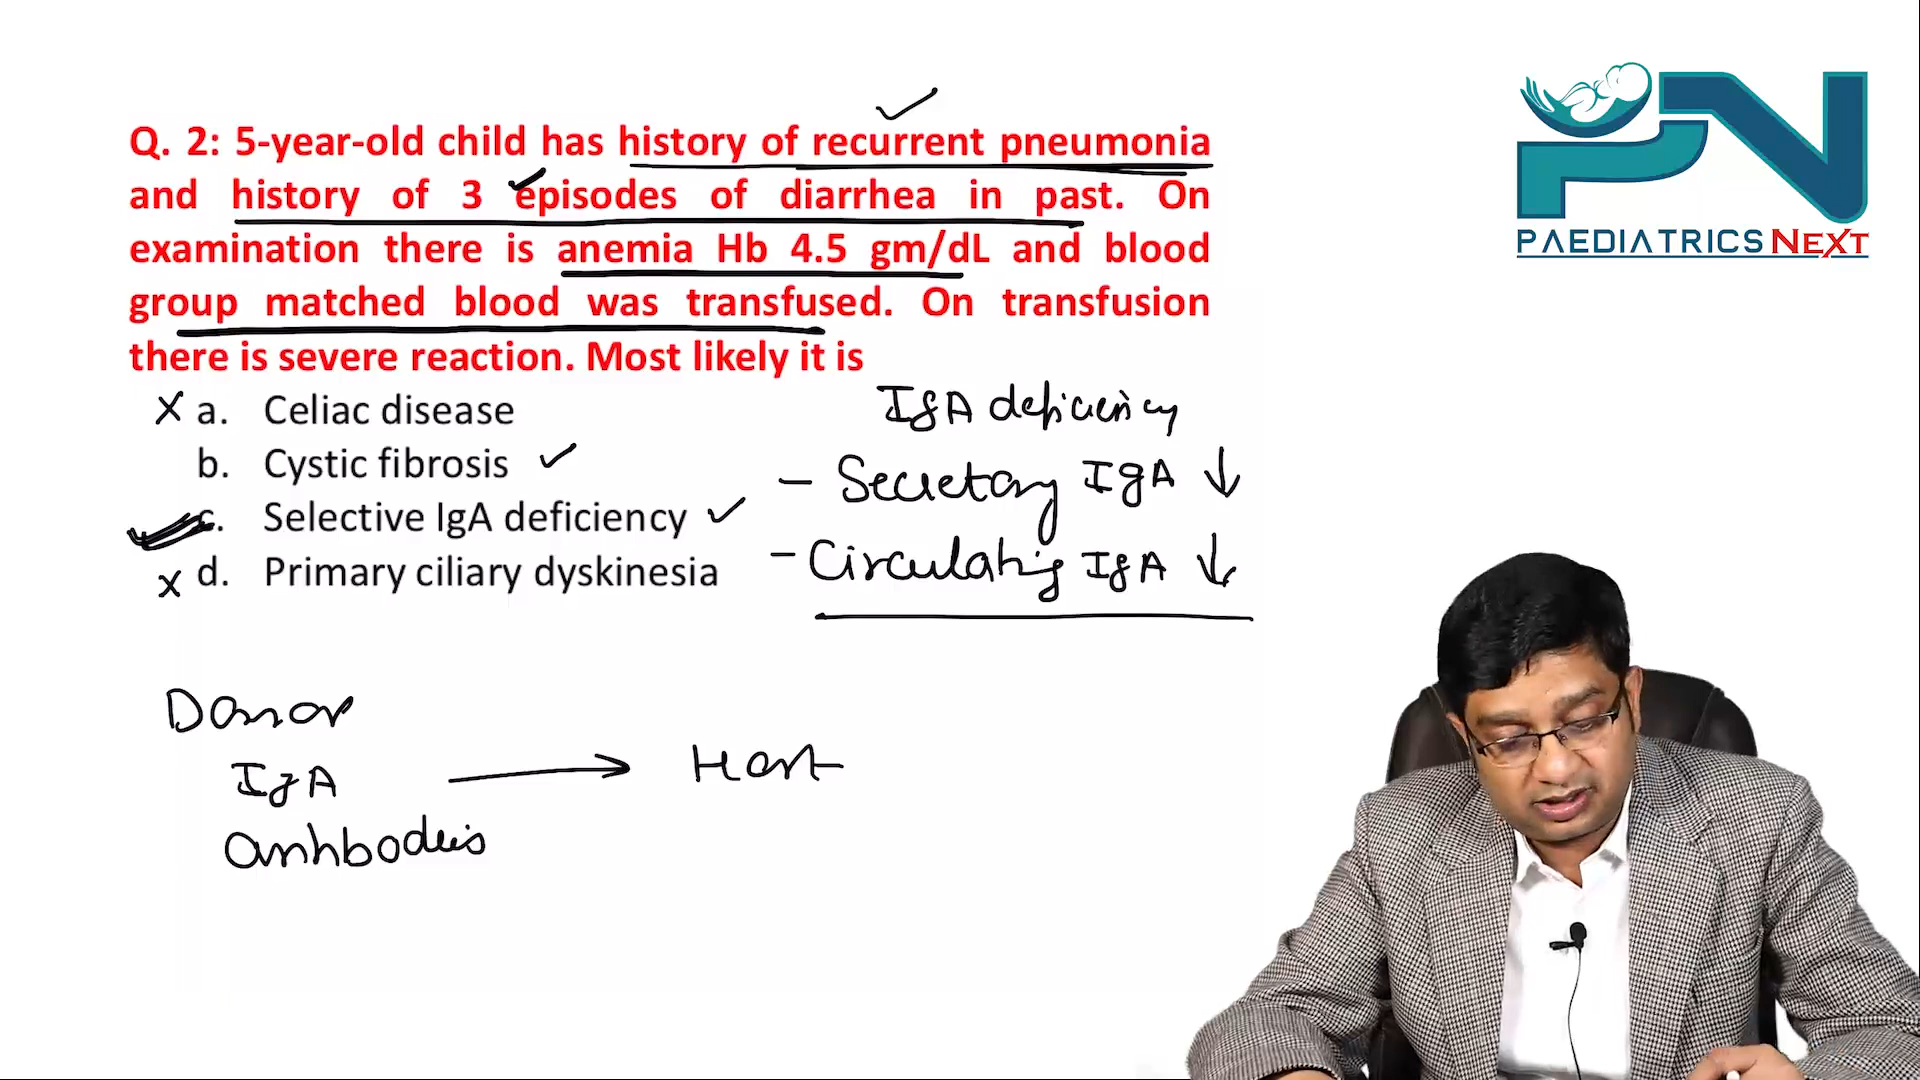 Q. 2: 5-year-old child has history of recurrent pneumonia
and history of 3 episodes of diarrhea in past. On
examination there is anemia Hb 4.5 gm/dL and blood
group matched blood was transfused. On transfusion
there is severe reaction. Most likely it is
a. Celiac disease
b. Cystic fibrosis
c. Selective IgA deficiency
d. Primary ciliary dyskinesia
IgA deficiency
- Secretory IgA ↓
- Circulating IgA ↓
Donor
IgA → Host
antibodies
PN
PAEDIATRICS NEXT